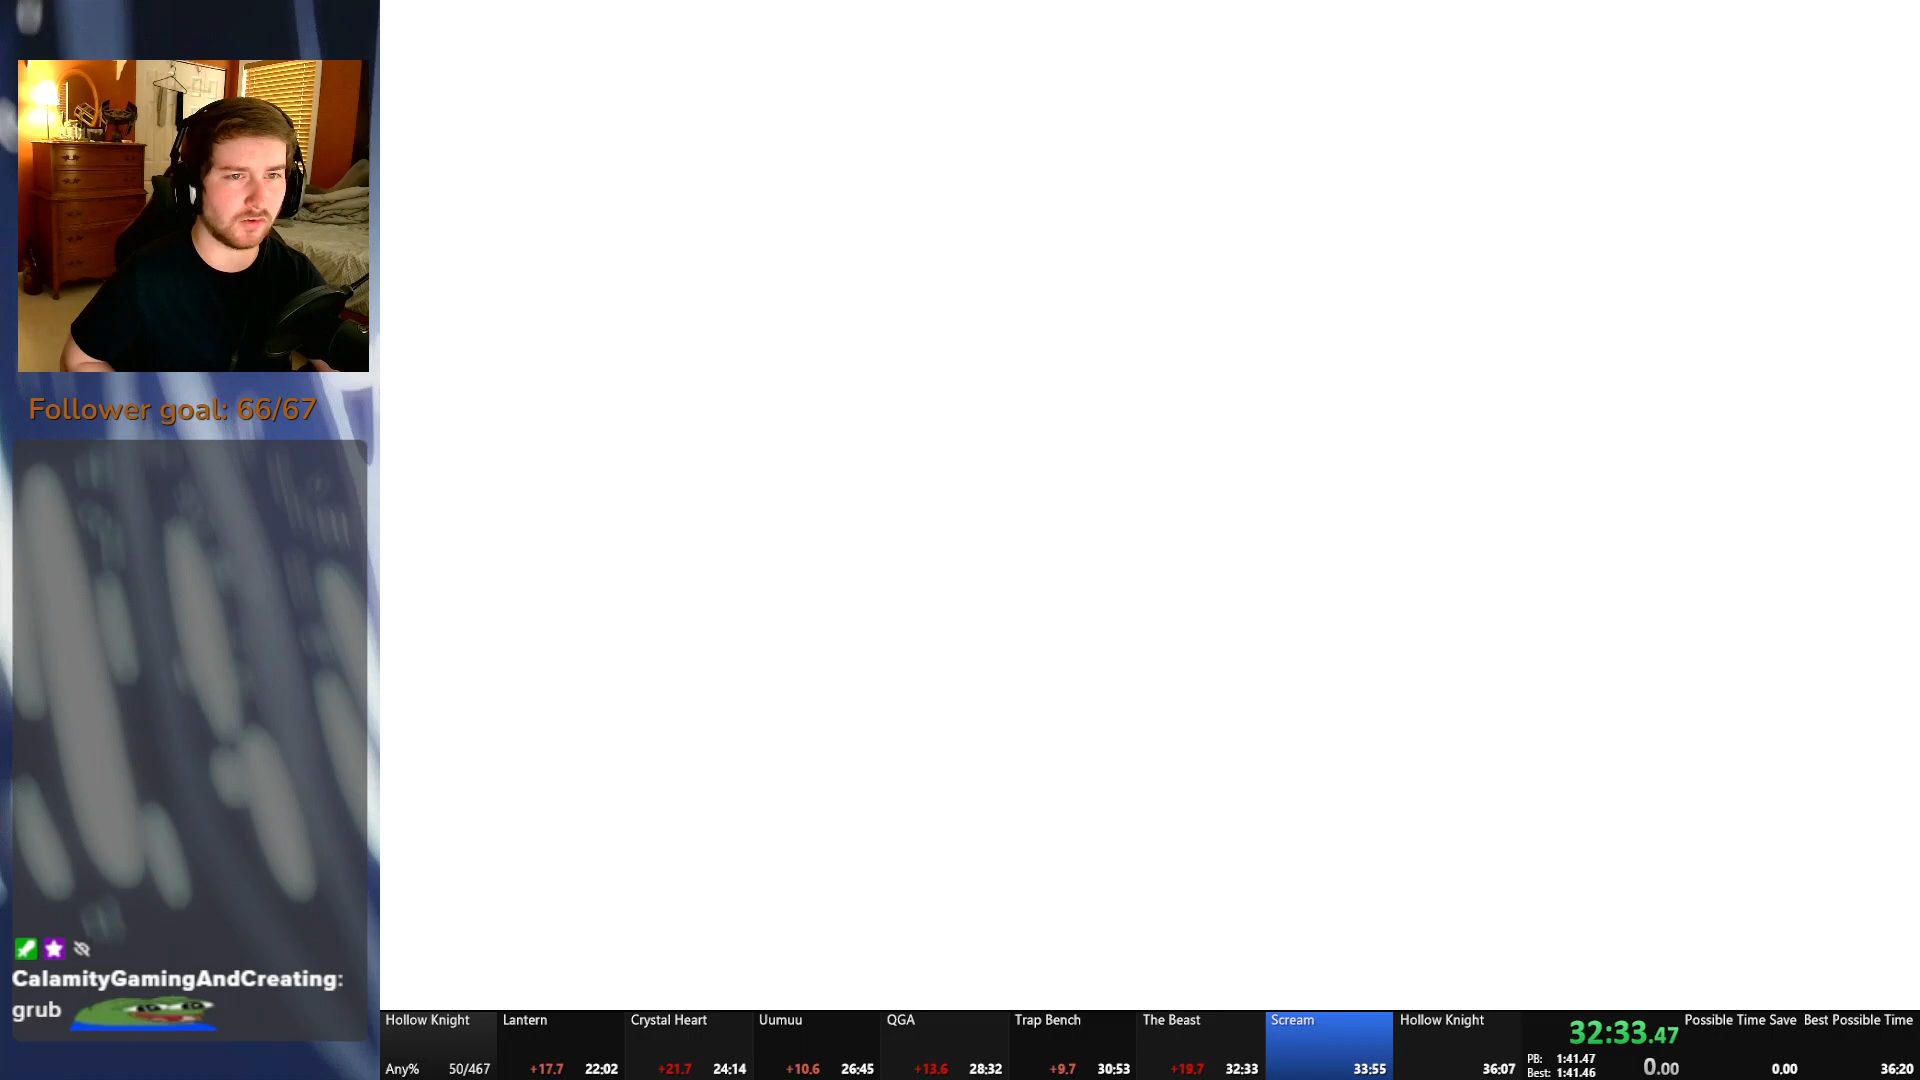 Follower goal: 66/67
CalamityGamingAndCreating:
grub
Hollow Knight
Any% 50/467
Lantern
+17.7 22:02
Crystal Heart
+21.7 24:14
Uumuu
+10.6 26:45
QGA
+13.6 28:32
Trap Bench
+9.7 30:53
The Beast
+19.7 32:33
Scream
33:55
Hollow Knight
36:07
32:33.47
PB: 1:41.47
Best: 1:41.46
0.00
Possible Time Save
0.00
Best Possible Time
36:20